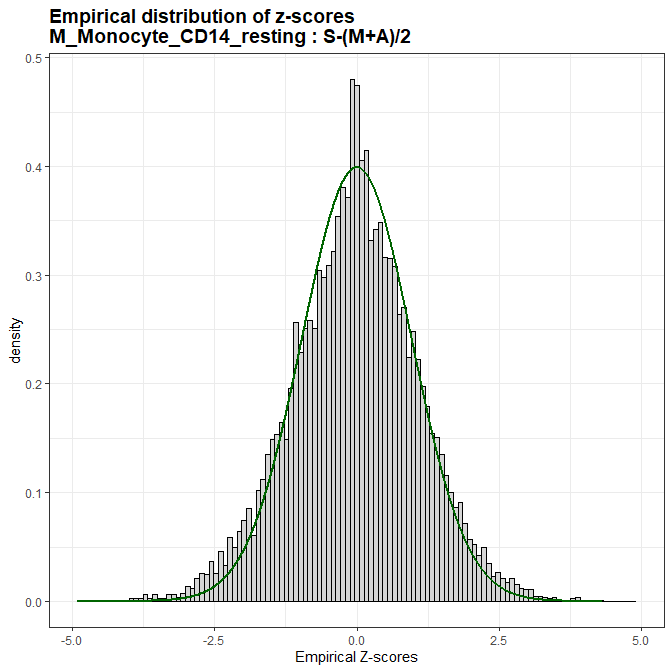 Empirical distribution of z-scores
M_Monocyte_CD14_resting : S-(M+A)/2
0.5
0.4
0.3
0.2
0.1
0.0
density
-5.0 -2.5 0.0 2.5 5.0
Empirical Z-scores